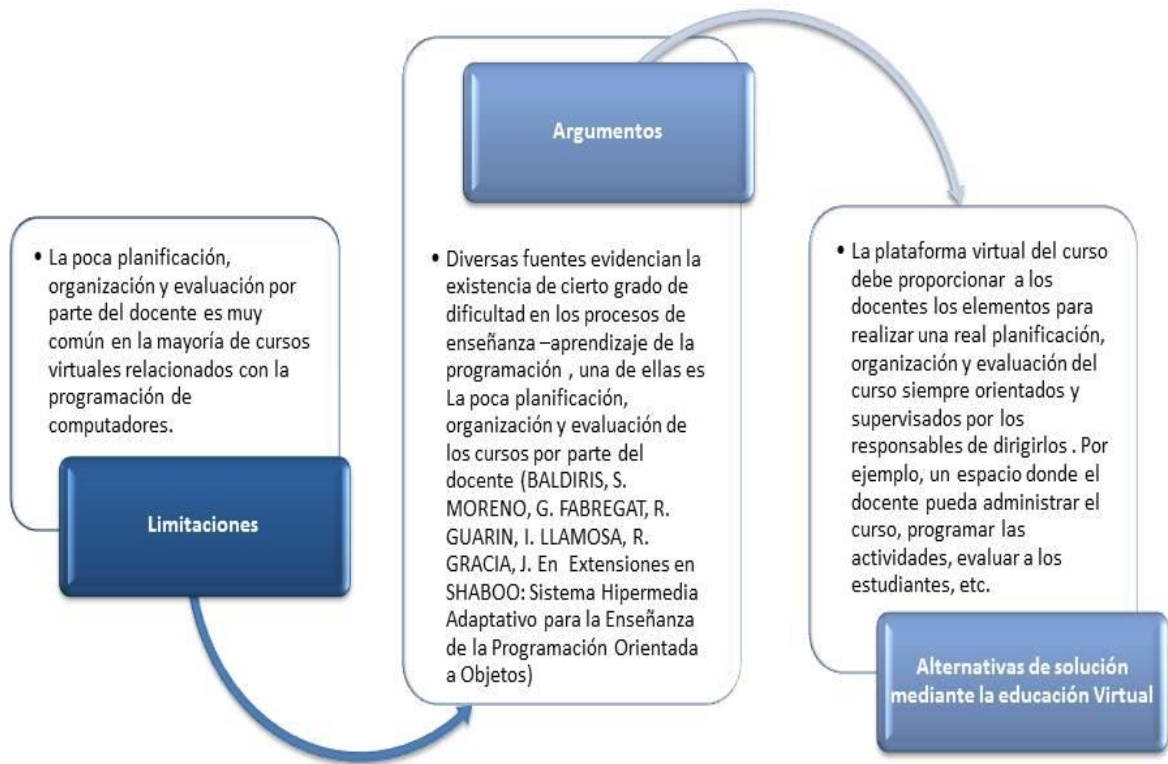 • La poca planificación,
organización y evaluación por
parte del docente es muy
común en la mayoría de cursos
virtuales relacionados con la
programación de
computadores.
Limitaciones
Argumentos
• Diversas fuentes evidencian la
existencia de cierto grado de
dificultad en los procesos de
enseñanza –aprendizaje de la
programación , una de ellas es
La poca planificación,
organización y evaluación de
los cursos por parte del
docente (BALDIRIS, S.
MORENO, G. FABREGAT, R.
GUARIN, I. LLAMOSA, R.
GRACIA, J. En Extensiones en
SHABOO: Sistema Hipermedia
Adaptativo para la Enseñanza
de la Programación Orientada
a Objetos)
• La plataforma virtual del curso
debe proporcionar a los
docentes los elementos para
realizar una real planificación,
organización y evaluación del
curso siempre orientados y
supervisados por los
responsables de dirigirlos . Por
ejemplo, un espacio donde el
docente pueda administrar el
curso, programar las
actividades, evaluar a los
estudiantes, etc.
Alternativas de solución
mediante la educación Virtual